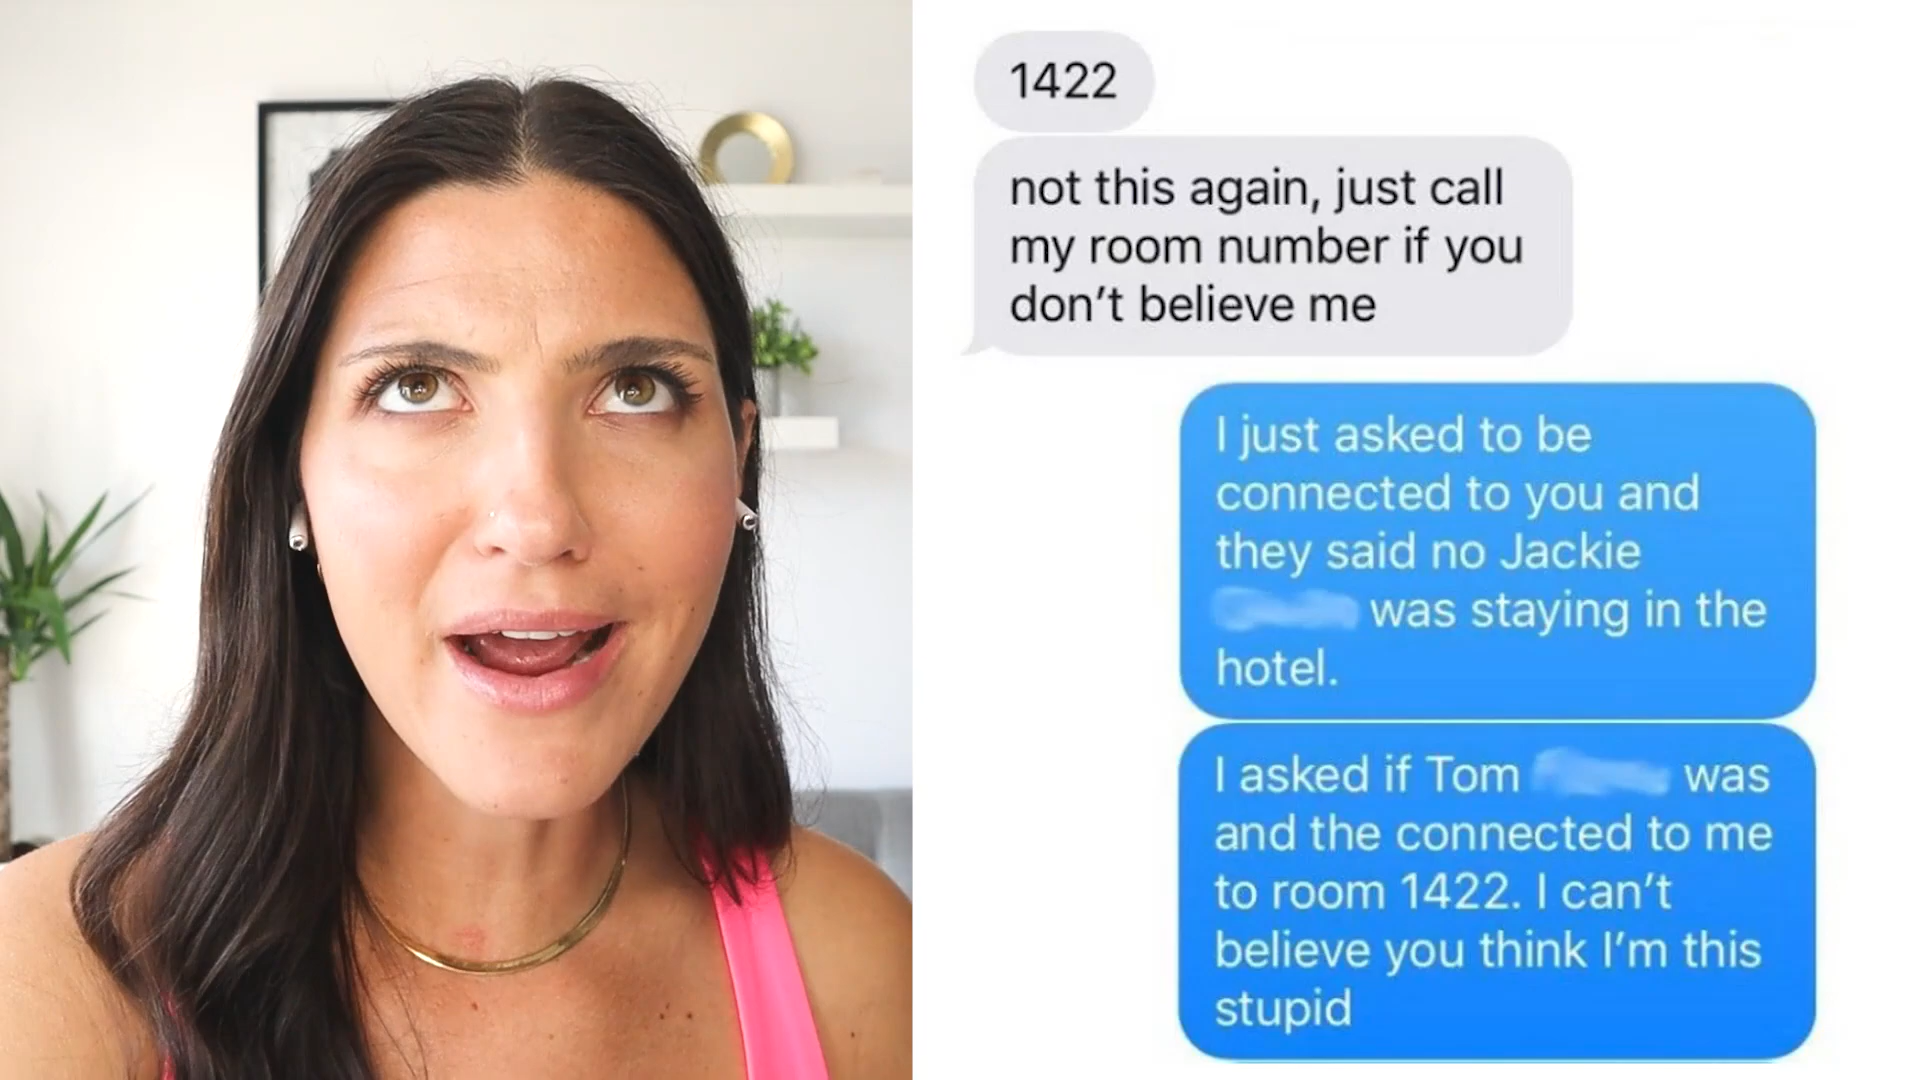 1422
not this again, just call
my room number if you
don't believe me
I just asked to be
connected to you and
they said no Jackie
was staying in the
hotel.
I asked if Tom was
and the connected to me
to room 1422. I can't
believe you think I'm this
stupid